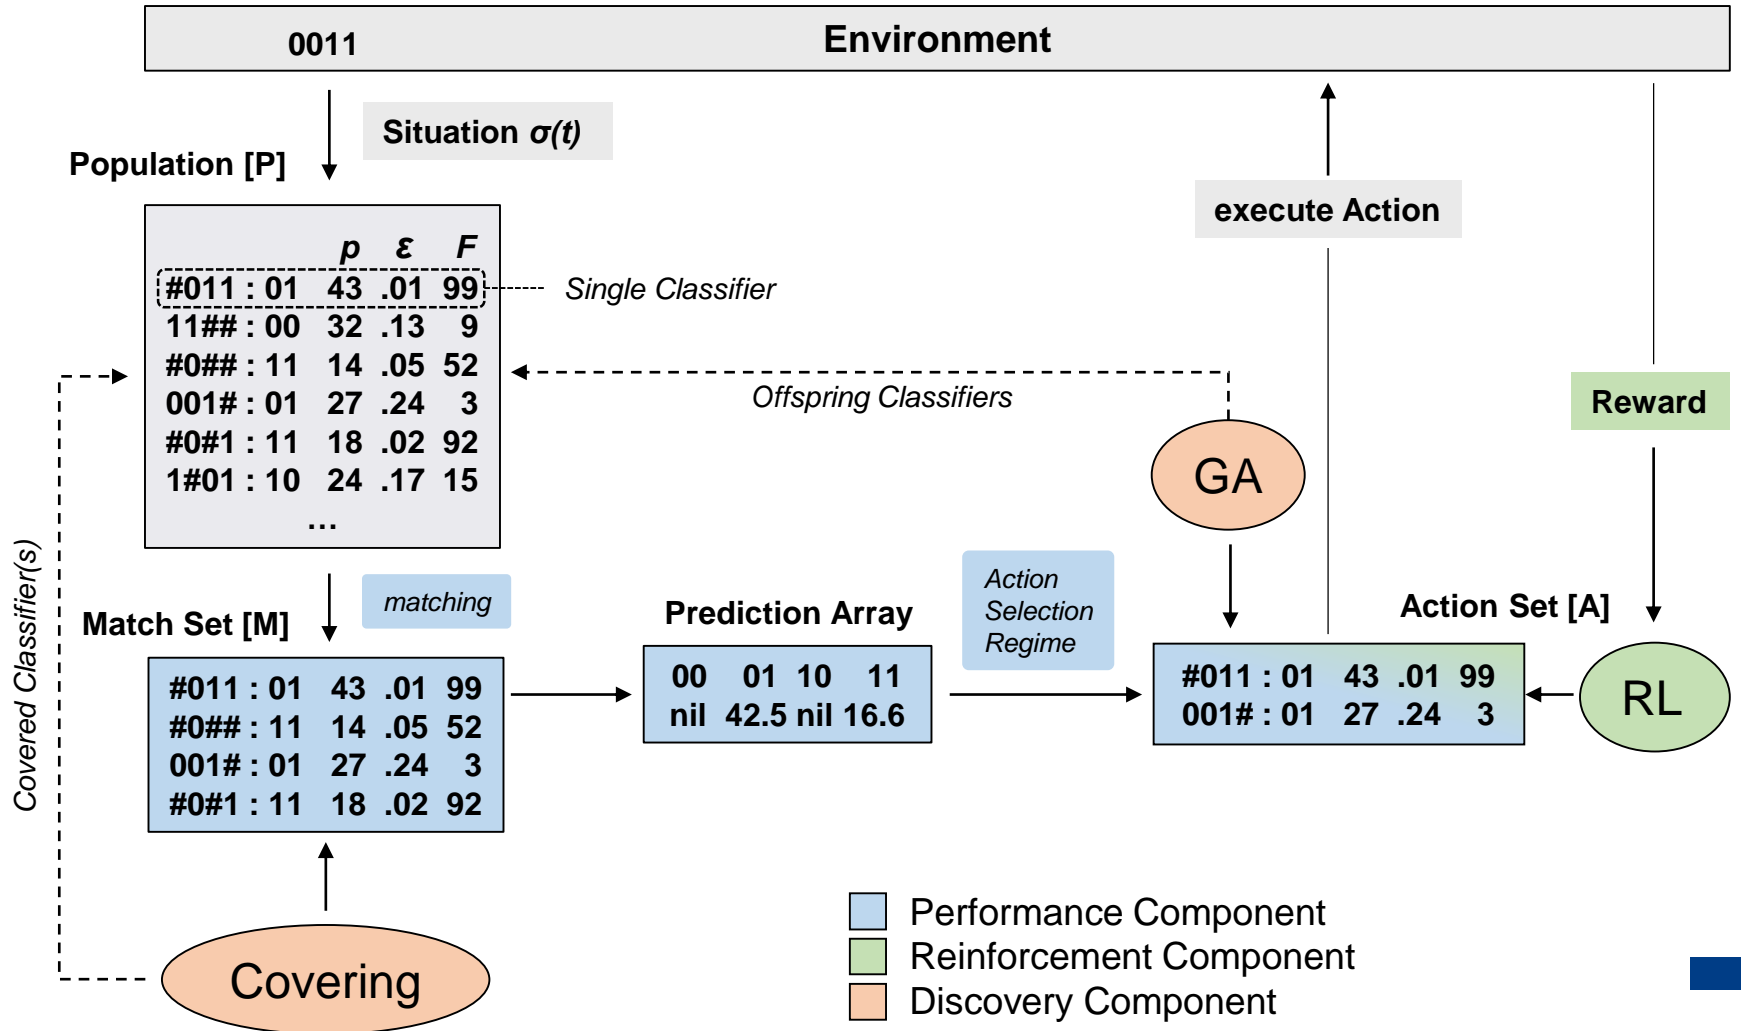 0011
Environment
Situation σ(t)
Population [P]
execute Action
p ε F
#011 : 01 43 .01 99
11## : 00 32 .13 9
#0## : 11 14 .05 52
001# : 01 27 .24 3
#0#1 : 11 18 .02 92
1#01 : 10 24 .17 15
...
Single Classifier
Offspring Classifiers
GA
Reward
Covered Classifier(s)
matching
Match Set [M]
#011 : 01 43 .01 99
#0## : 11 14 .05 52
001# : 01 27 .24 3
#0#1 : 11 18 .02 92
Prediction Array
00 01 10 11
nil 42.5 nil 16.6
Action
Selection
Regime
Action Set [A]
#011 : 01 43 .01 99
001# : 01 27 .24 3
RL
Covering
Performance Component
Reinforcement Component
Discovery Component